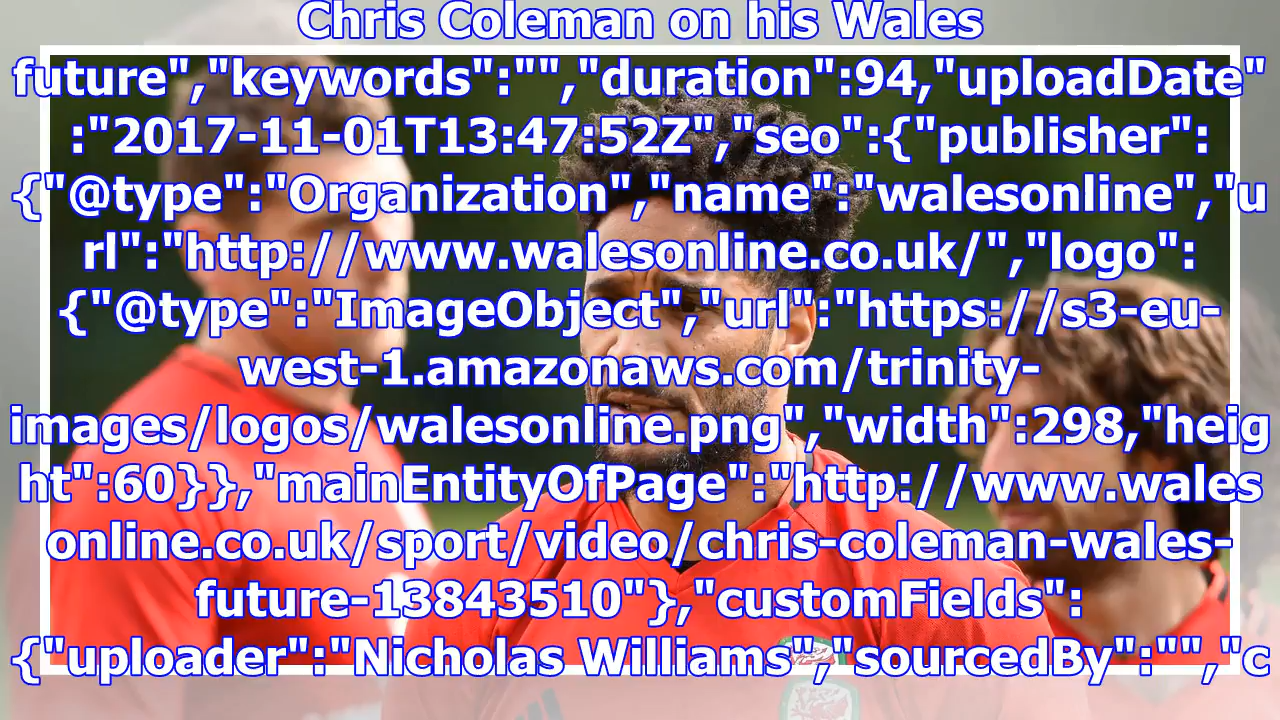 Chris Coleman on his Wales
future","keywords":"","duration":94,"uploadDate"
:"2017-11-01T13:47:52Z","seo":{"publisher":
{"@type":"Organization","name":"walesonline","u
rl":"http://www.walesonline.co.uk/","logo":
{"@type":"ImageObject","url":"https://s3-eu-
west-1.amazonaws.com/trinity-
images/logos/walesonline.png","width":298,"heig
ht":60}},"mainEntityOfPage":"http://www.wales
online.co.uk/sport/video/chris-coleman-wales-
future-13843510"},"customFields":
{"uploader":"Nicholas Williams","sourcedBy":"","c